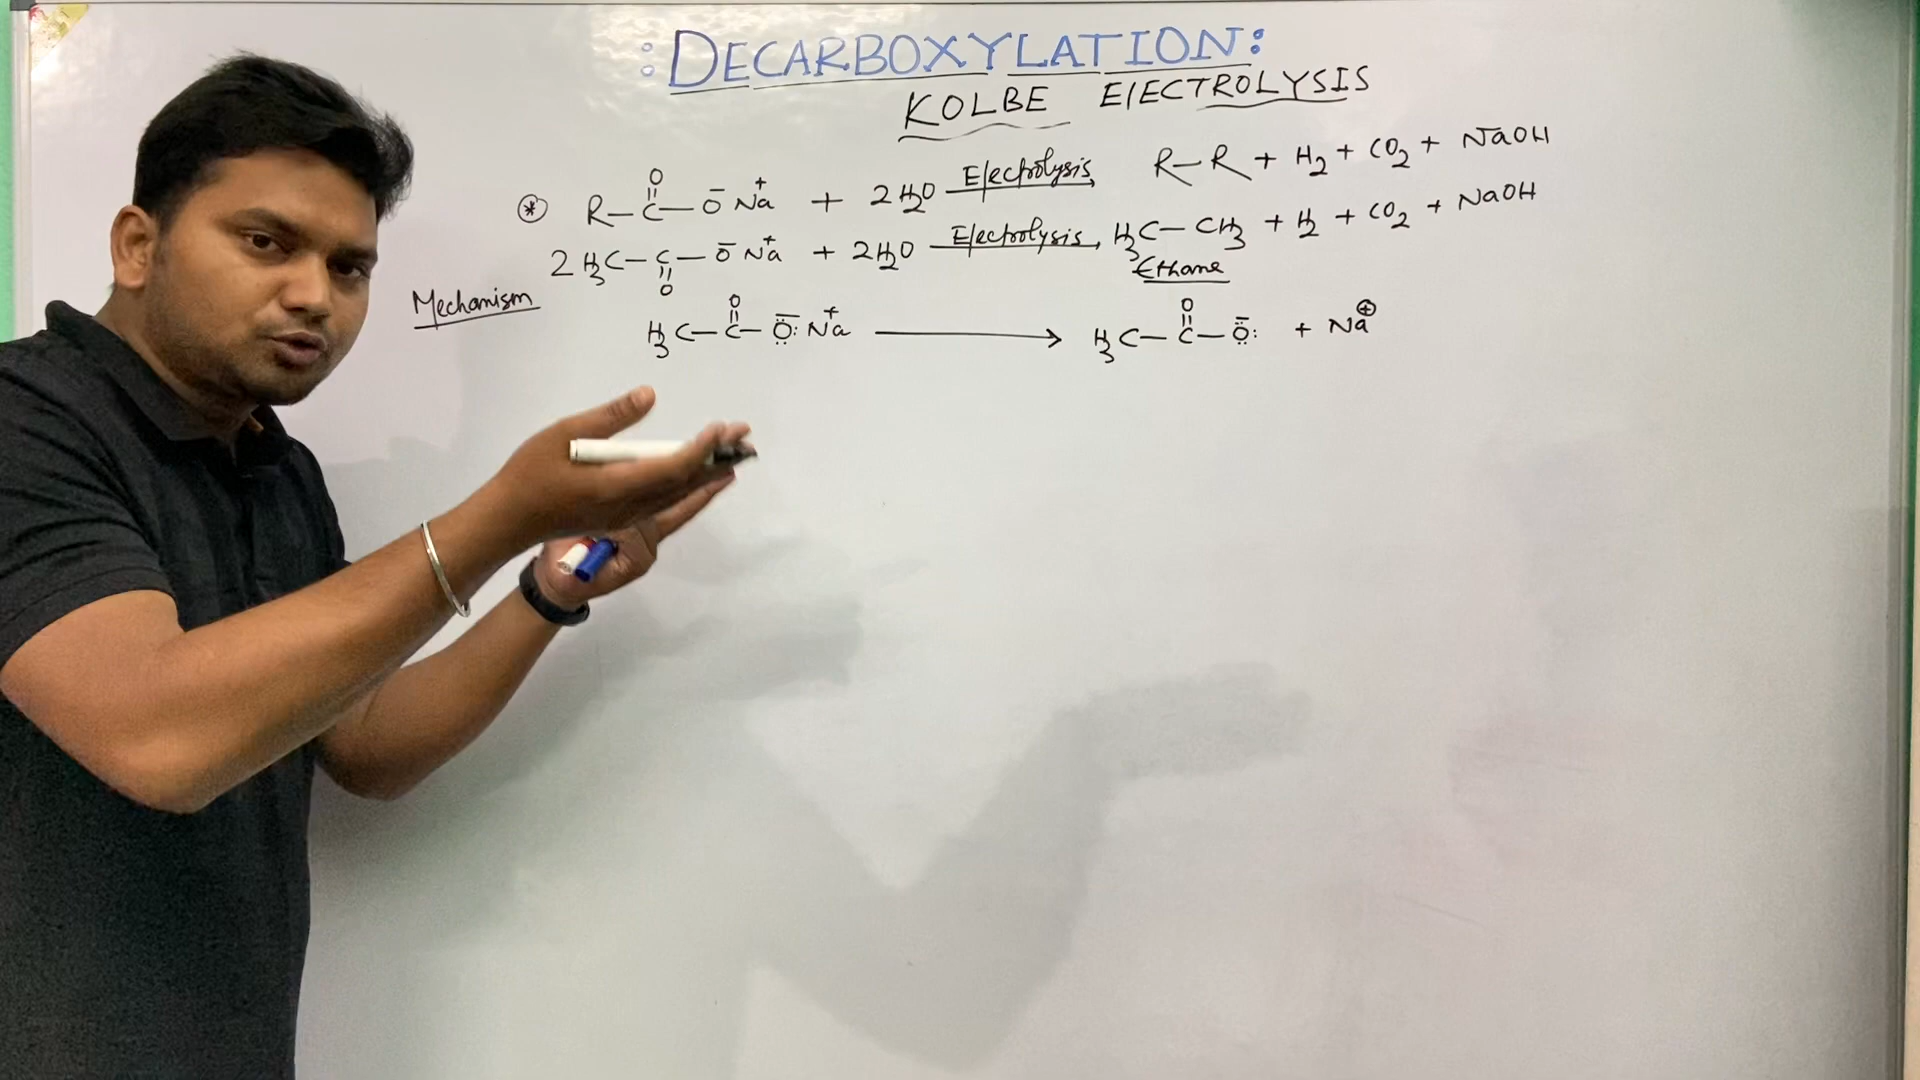 : DECARBOXYLATION :
KOLBE ElECTROLYSIS
* R–C(=O)–O⁻ Na⁺ + 2H₂O —Electrolysis→ R–R + H₂ + CO₂ + NaOH
2 H₃C–C(=O)–O⁻ Na⁺ + 2H₂O —Electrolysis→ H₃C–CH₃ + H₂ + CO₂ + NaOH
Ethane
Mechanism
H₃C–C(=O)–Ö:⁻ Na⁺ ⟶ H₃C–C(=O)–Ö:⁻ + Na⊕